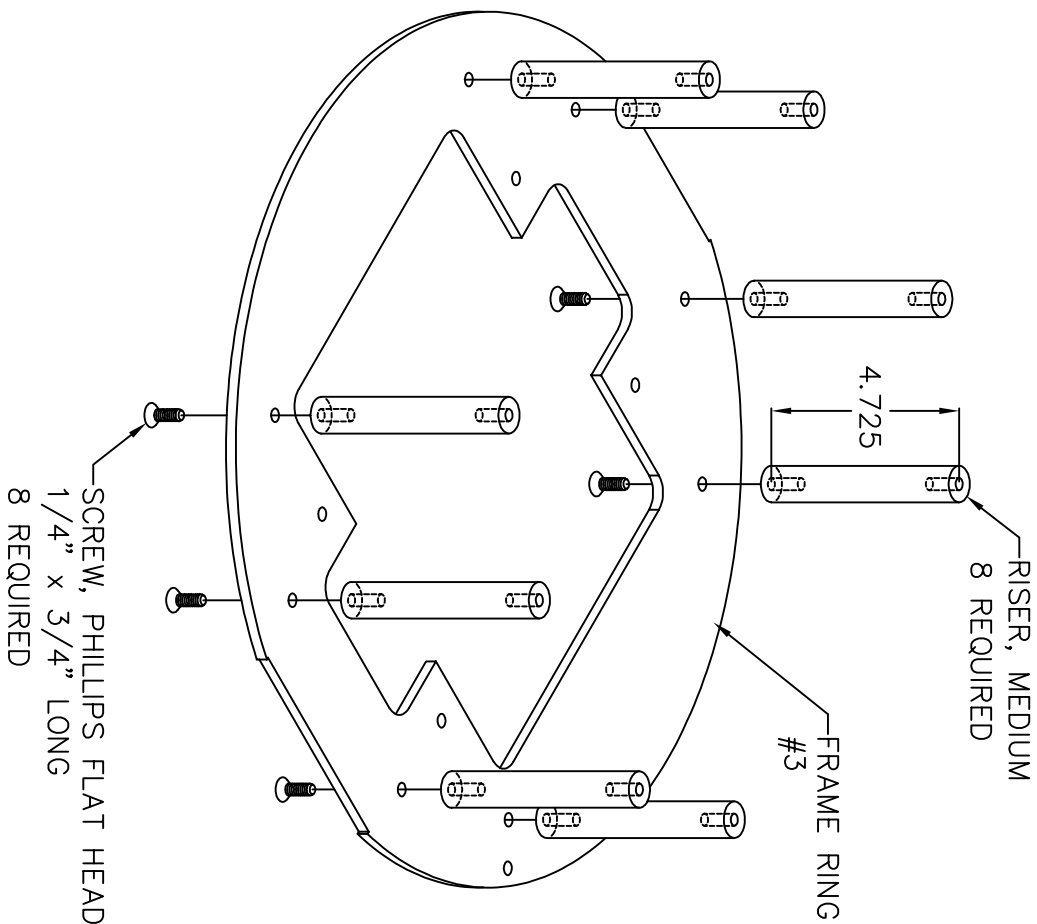 RISER, MEDIUM
8 REQUIRED
4.725
FRAME RING
#3
SCREW, PHILLIPS FLAT HEAD
1/4" x 3/4" LONG
8 REQUIRED